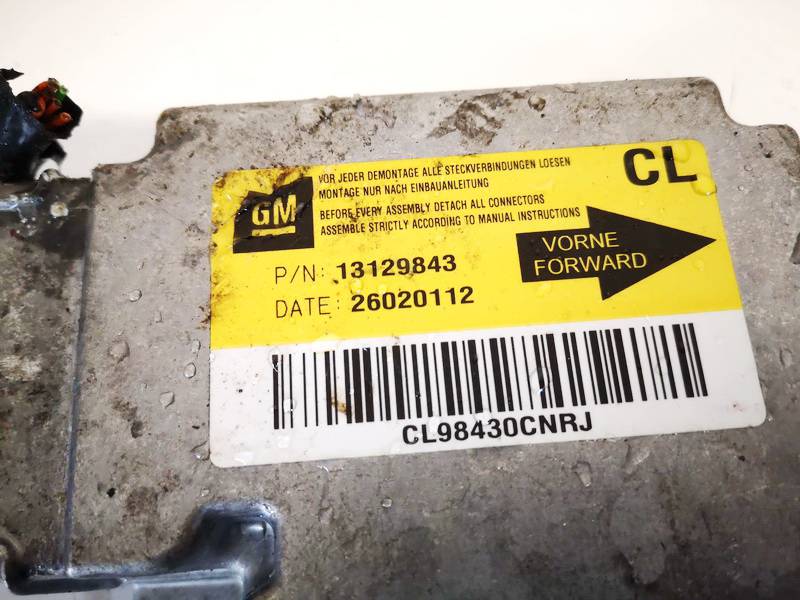 VOR JEDER DEMONTAGE ALLE STECKVERBINDUNGEN LOESEN
MONTAGE NUR NACH EINBAUANLEITUNG
CL
GM
BEFORE EVERY ASSEMBLY DETACH ALL CONNECTORS
ASSEMBLE STRICTLY ACCORDING TO MANUAL INSTRUCTIONS
VORNE
FORWARD
P/N: 13129843
DATE: 26020112
CL98430CNRJ